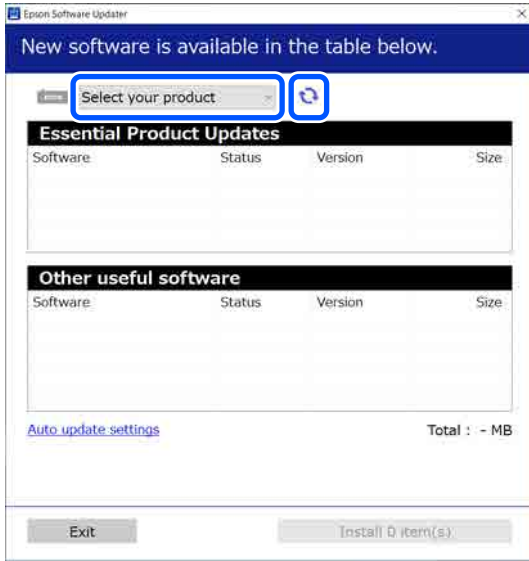 Epson Software Updater
New software is available in the table below.
Select your product
Essential Product Updates
Software Status Version Size
Other useful software
Software Status Version Size
Auto update settings Total : - MB
Exit Install 0 item(s)